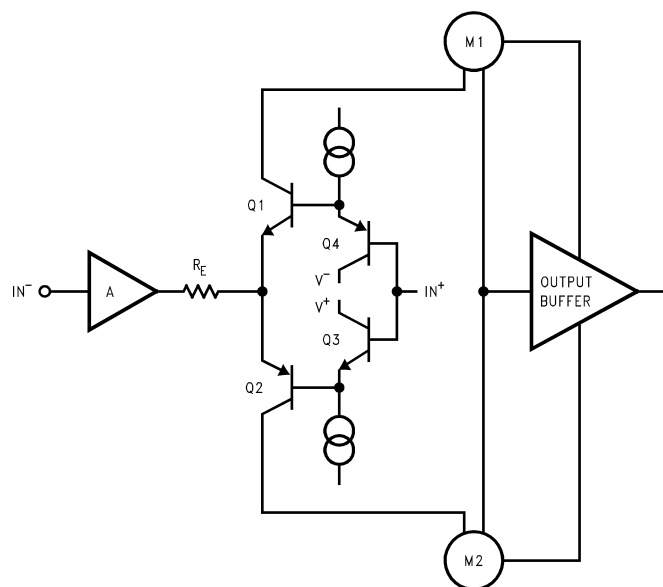 M1
Q1
Q4
R_E
IN⁻
A
V⁻
V⁺
IN⁺
OUTPUT
BUFFER
Q3
Q2
M2